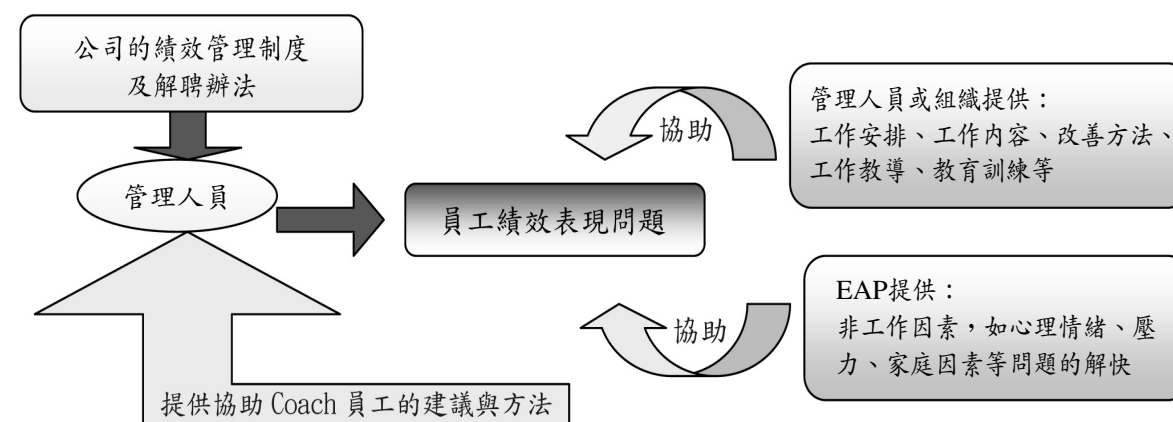 公司的績效管理制度
及解聘辦法
管理人員
員工績效表現問題
協助
管理人員或組織提供：
工作安排、工作內容、改善方法、
工作教導、教育訓練等
協助
EAP提供：
非工作因素，如心理情緒、壓
力、家庭因素等問題的解快
提供協助 Coach 員工的建議與方法